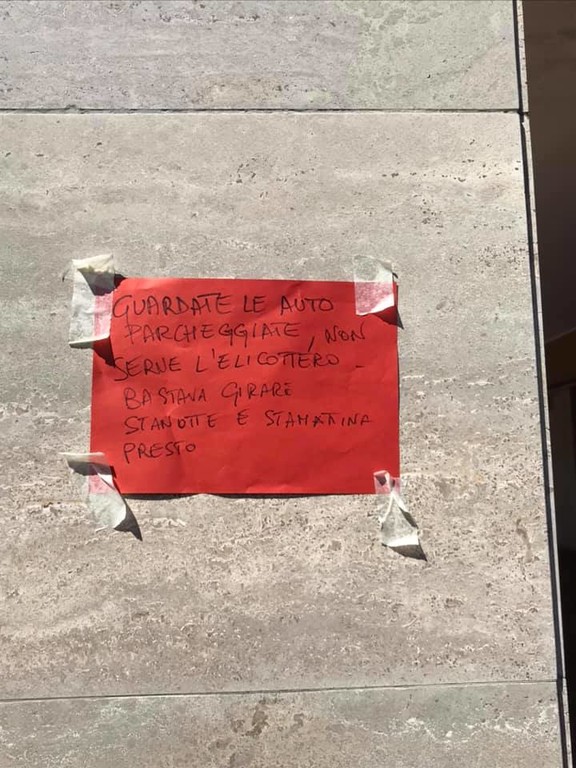 GUARDATE LE AUTO
PARCHEGGIATE, NON
SERVE L'ELICOTTERO
BASTAVA GIRARE
STANOTTE E STAMATTINA
PRESTO